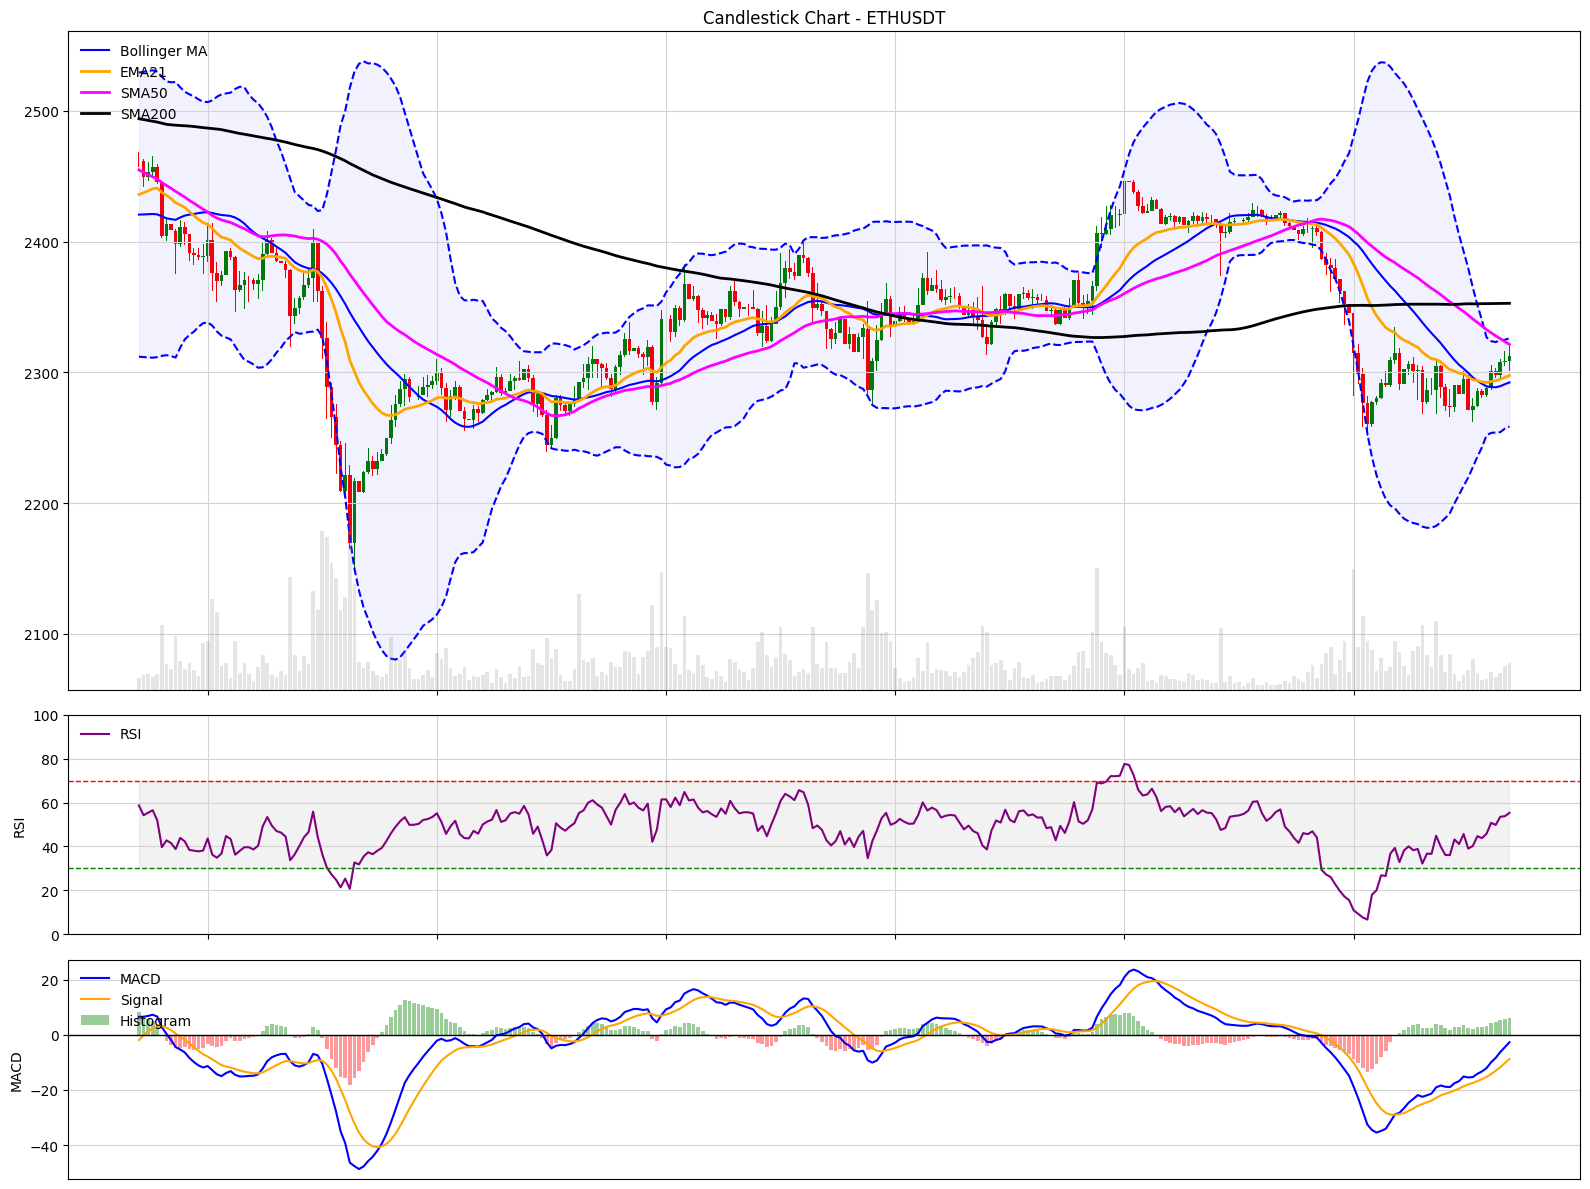 Candlestick Chart - ETHUSDT
Bollinger MA
EMA21
SMA50
SMA200
2500
2400
2300
2200
2100
RSI
100
80
60
40
20
0
RSI
MACD
Signal
Histogram
20
0
−20
−40
MACD